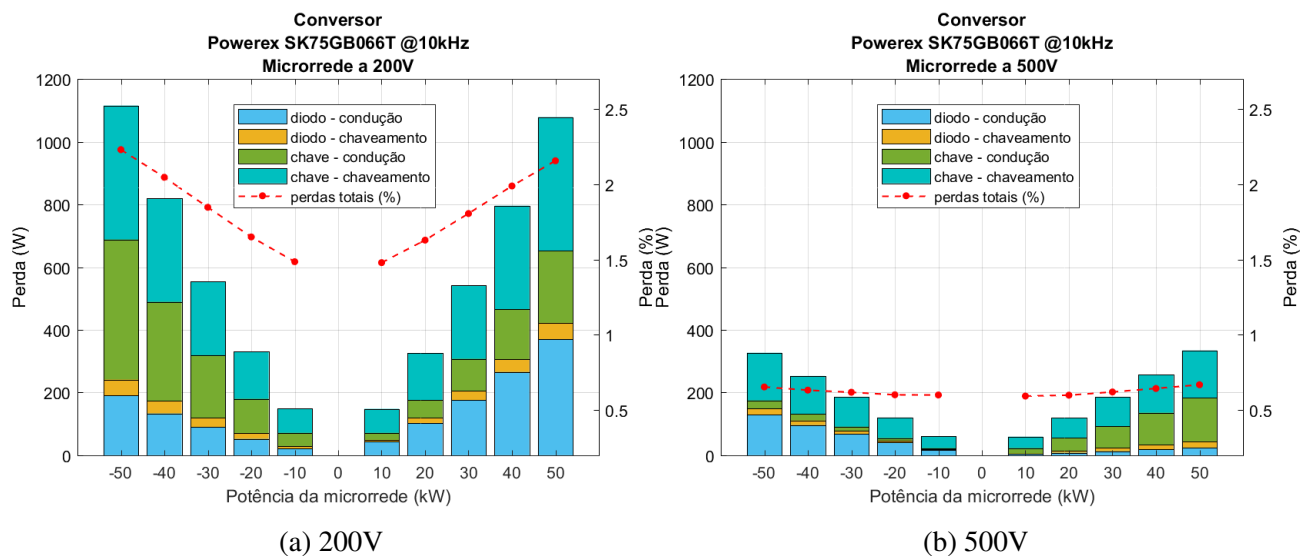 Conversor
Powerex SK75GB066T @10kHz
Microrrede a 200V
1200
1000
800
600
400
200
0
Perda (W)
diodo - condução
diodo - chaveamento
chave - condução
chave - chaveamento
perdas totais (%)
2.5
2
1.5
1
0.5
Perda (%)
-50 -40 -30 -20 -10 0 10 20 30 40 50
Potência da microrrede (kW)
(a) 200V
Conversor
Powerex SK75GB066T @10kHz
Microrrede a 500V
1200
1000
800
600
400
200
0
Perda (W)
diodo - condução
diodo - chaveamento
chave - condução
chave - chaveamento
perdas totais (%)
2.5
2
1.5
1
0.5
Perda (%)
-50 -40 -30 -20 -10 0 10 20 30 40 50
Potência da microrrede (kW)
(b) 500V